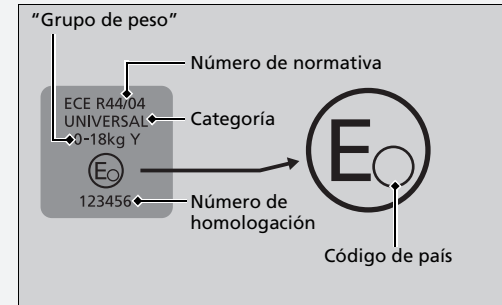 “Grupo de peso”
Número de normativa
ECE R44/04
UNIVERSAL
Categoría
0-18kg Y
E
E
123456
Número de
homologación
Código de país